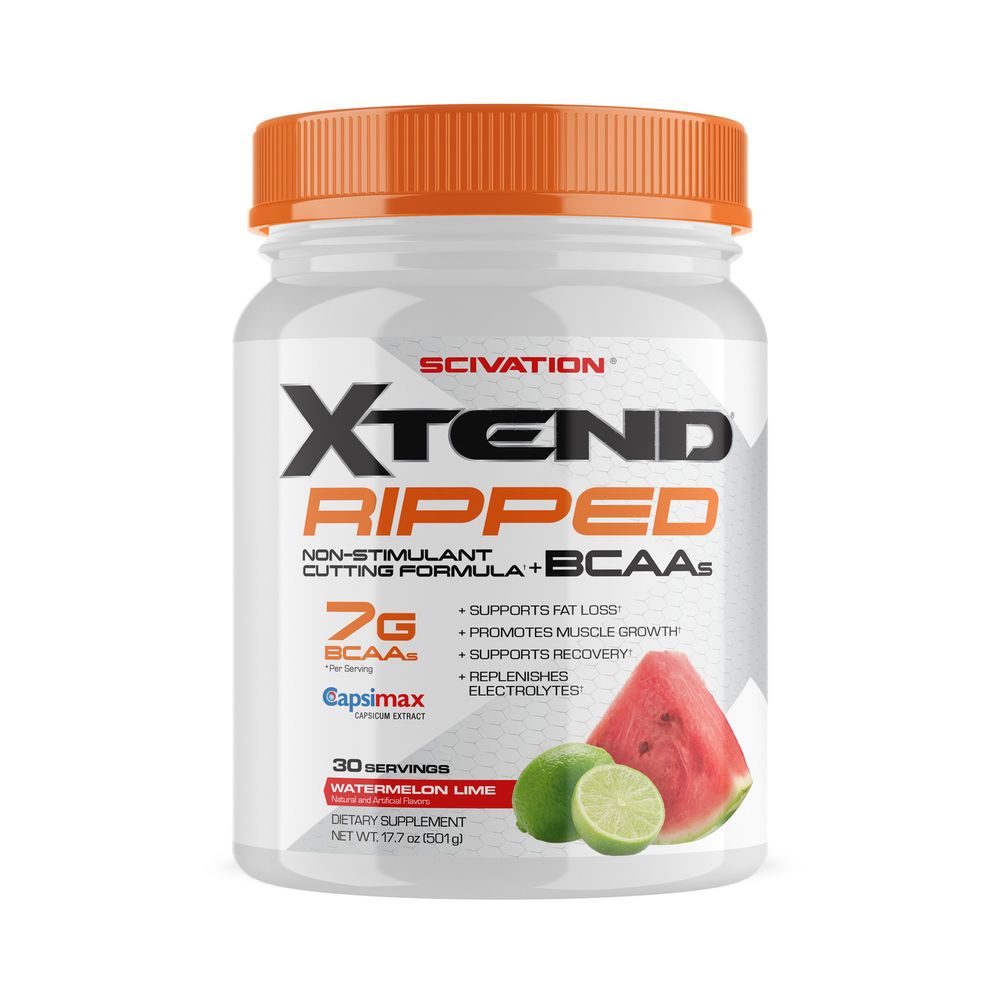 SCIVATION®
XTEND®
RIPPED
NON-STIMULANT
CUTTING FORMULA† + BCAAs
7G
BCAAs
*Per Serving
Capsimax
CAPSICUM EXTRACT
+ SUPPORTS FAT LOSS†
+ PROMOTES MUSCLE GROWTH†
+ SUPPORTS RECOVERY†
+ REPLENISHES
ELECTROLYTES†
30 SERVINGS
WATERMELON LIME
Natural and Artificial Flavors
DIETARY SUPPLEMENT
NET WT. 17.7 oz (501g)